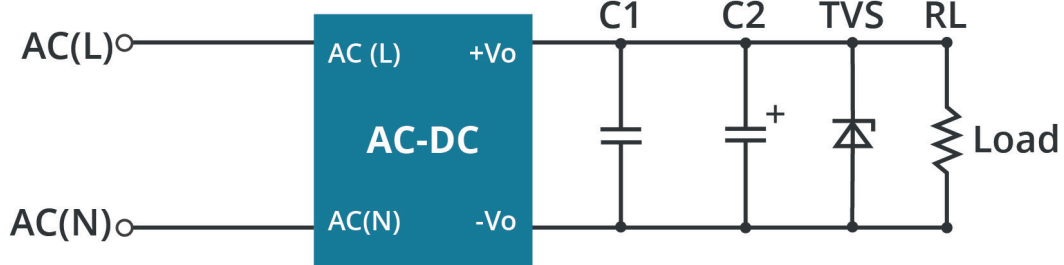 C1 C2 TVS RL
AC(L) AC (L) +Vo
+
AC-DC Load
AC(N) AC(N) -Vo